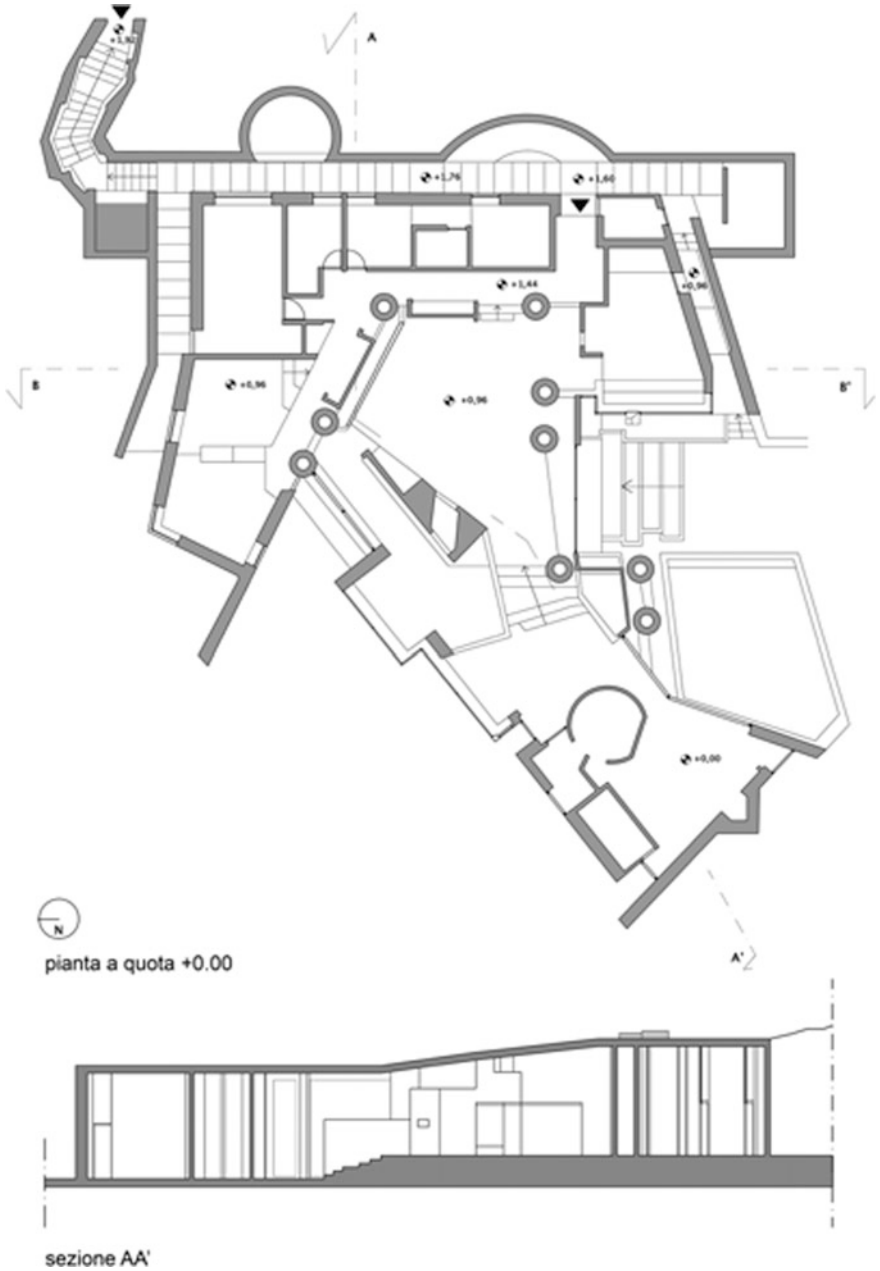 +1,92
A
+1,76
+1,60
+0,96
+1,44
B
+0,96
+0,96
B'
+0,00
N
A'
pianta a quota +0.00
sezione AA'